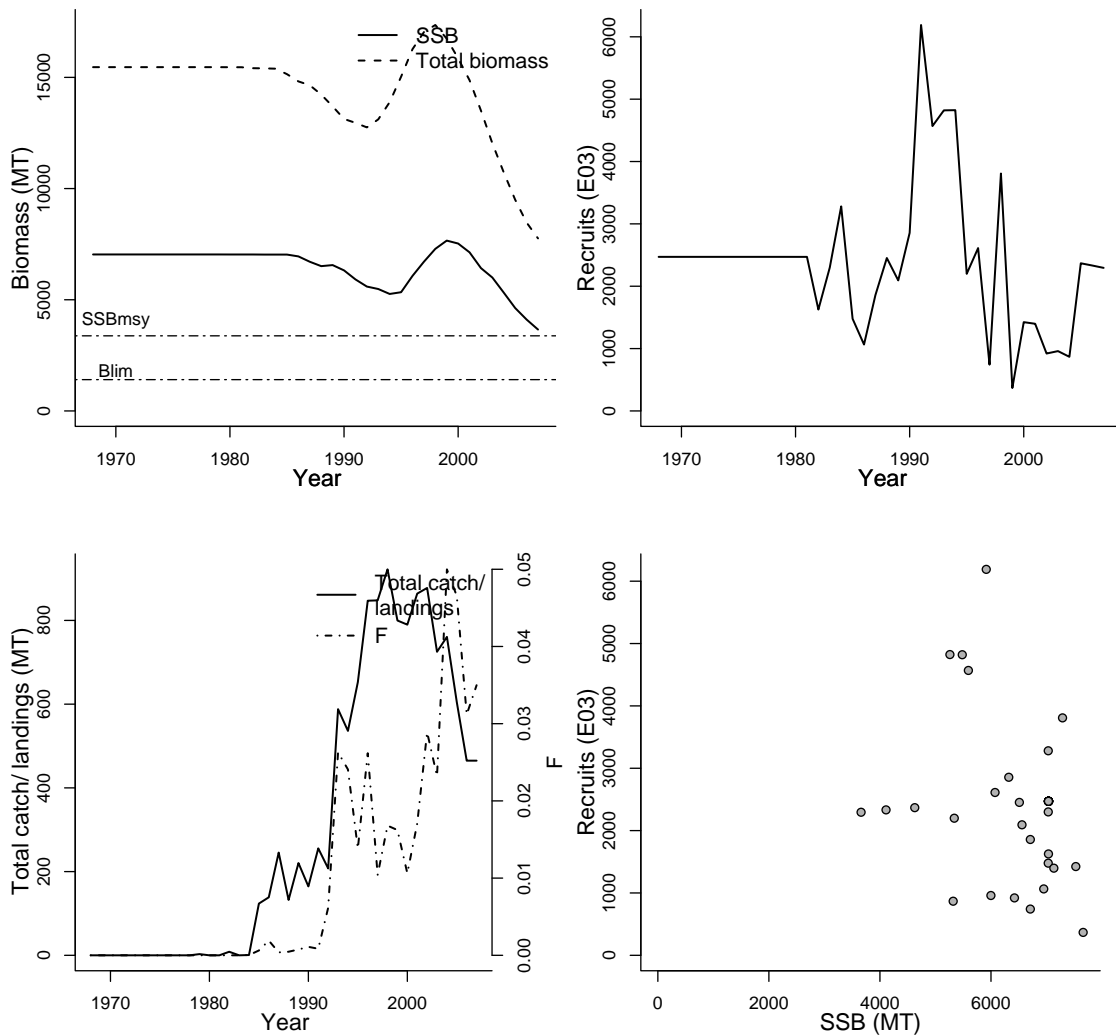 SSB
Total biomass
Biomass (MT)
15000
10000
5000
0
SSBmsy
Blim
1970
1980
1990
2000
Year
Recruits (E03)
6000
5000
4000
3000
2000
1000
0
1970
1980
1990
2000
Year
Total catch/
landings
F
Total catch/ landings (MT)
800
600
400
200
0
0.05
0.04
0.03
0.02
0.01
0.00
F
1970
1980
1990
2000
Year
Recruits (E03)
6000
5000
4000
3000
2000
1000
0
0
2000
4000
6000
SSB (MT)